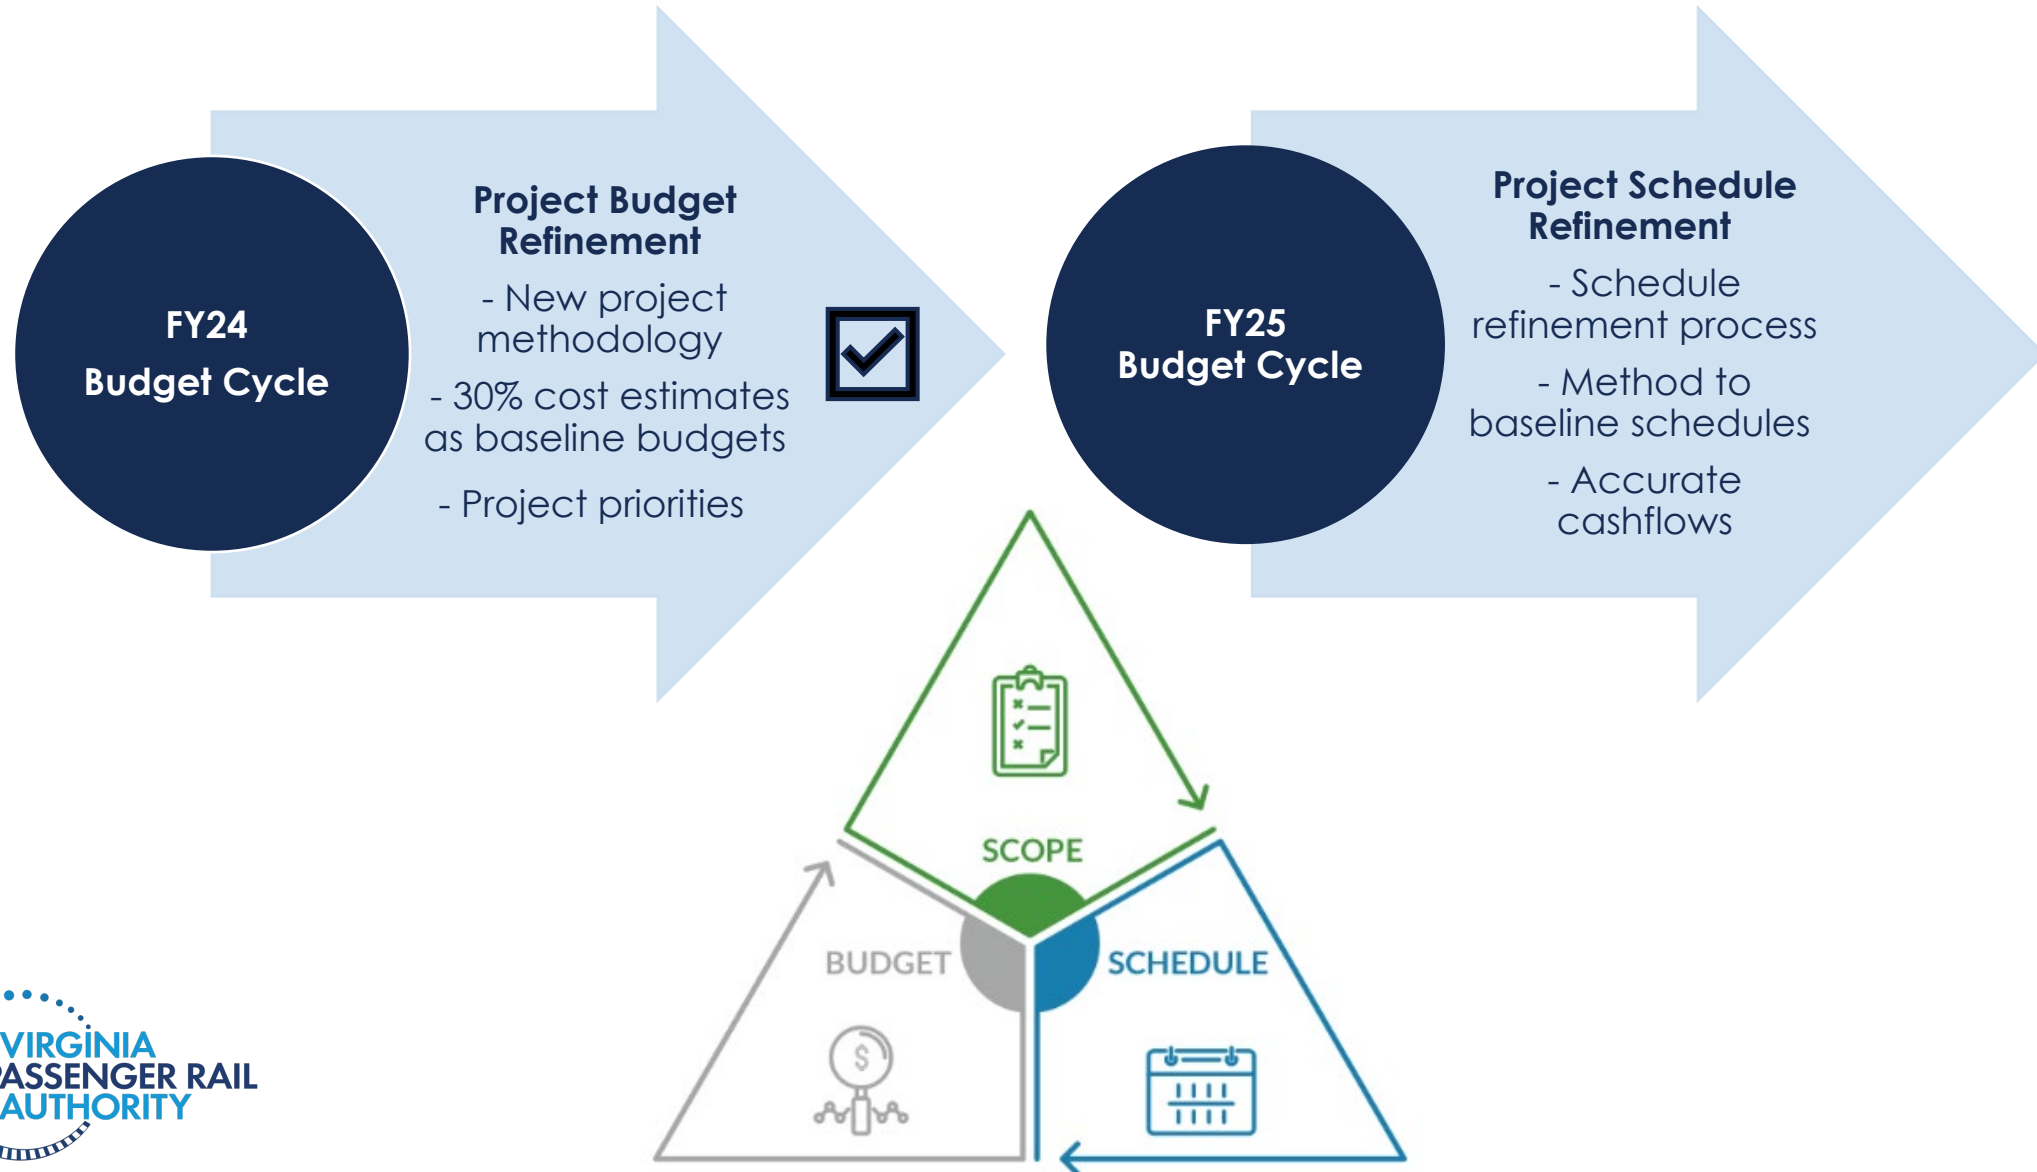 FY24
Budget Cycle
Project Budget
Refinement
- New project
methodology
- 30% cost estimates
as baseline budgets
- Project priorities
FY25
Budget Cycle
Project Schedule
Refinement
- Schedule
refinement process
- Method to
baseline schedules
- Accurate
cashflows
SCOPE
BUDGET
SCHEDULE
$
VIRGINIA
PASSENGER RAIL
AUTHORITY